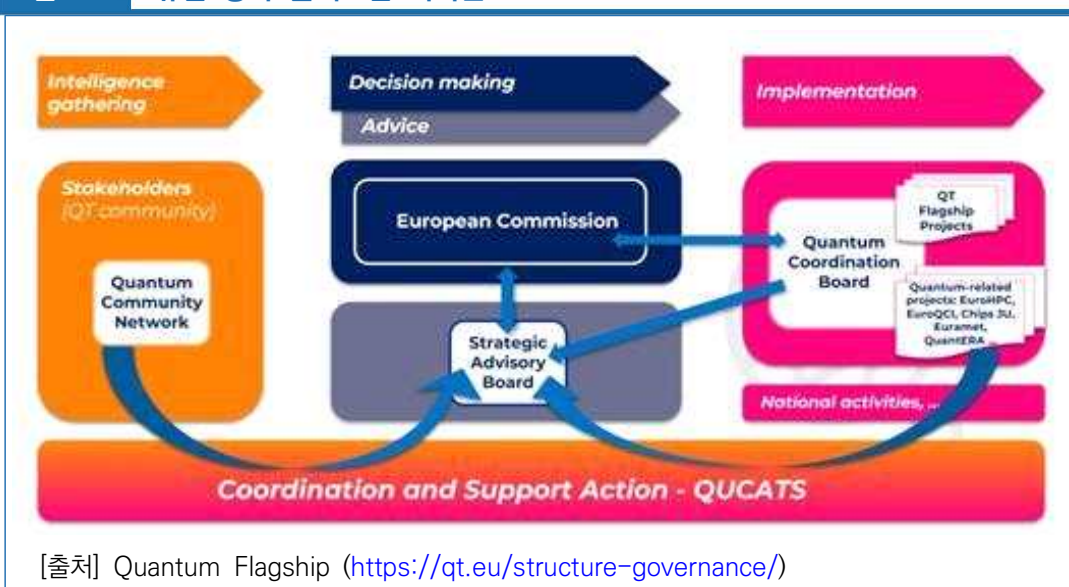 Intelligence
gathering
Decision making
Advice
Implementation
Stakeholders
(QT community)
Quantum
Community
Network
European Commission
Strategic
Advisory
Board
Quantum
Coordination
Board
QT
Flagship
Projects
Quantum-related
projects: EuroHPC,
EuroQCI, Chips JU,
Euramet,
QuantERA ...
National activities, ...
Coordination and Support Action - QUCATS
[출처] Quantum Flagship (https://qt.eu/structure-governance/)